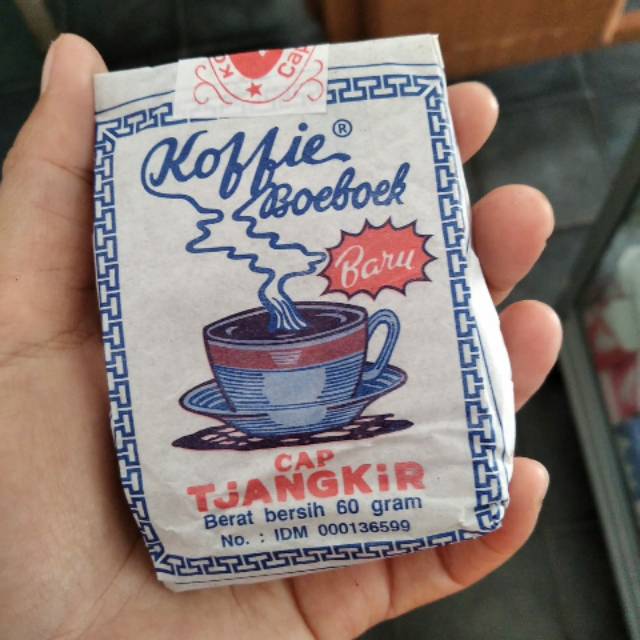 Koffie ®
Boeboek
Baru
CAP
TJANGKiR
Berat bersih 60 gram
No. : IDM 000136599